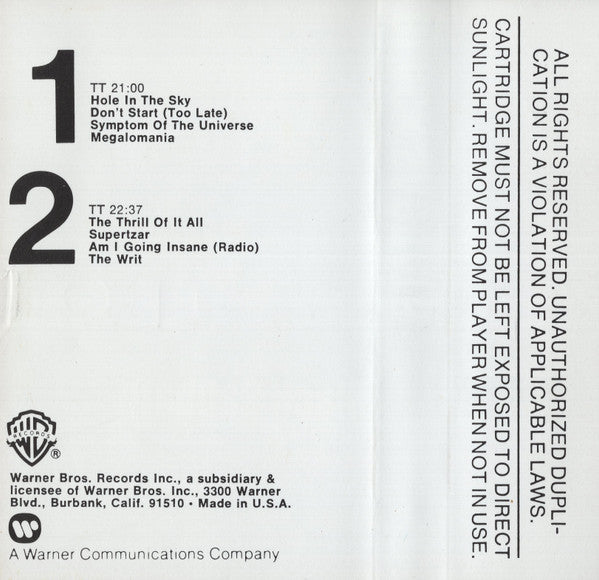 1
TT 21:00
Hole In The Sky
Don't Start (Too Late)
Symptom Of The Universe
Megalomania
2
TT 22:37
The Thrill Of It All
Supertzar
Am I Going Insane (Radio)
The Writ
WB
RECORDS
®
Warner Bros. Records Inc., a subsidiary &
licensee of Warner Bros. Inc., 3300 Warner
Blvd., Burbank, Calif. 91510 • Made in U.S.A.
A Warner Communications Company
ALL RIGHTS RESERVED. UNAUTHORIZED DUPLI-
CATION IS A VIOLATION OF APPLICABLE LAWS.
CARTRIDGE MUST NOT BE LEFT EXPOSED TO DIRECT
SUNLIGHT. REMOVE FROM PLAYER WHEN NOT IN USE.